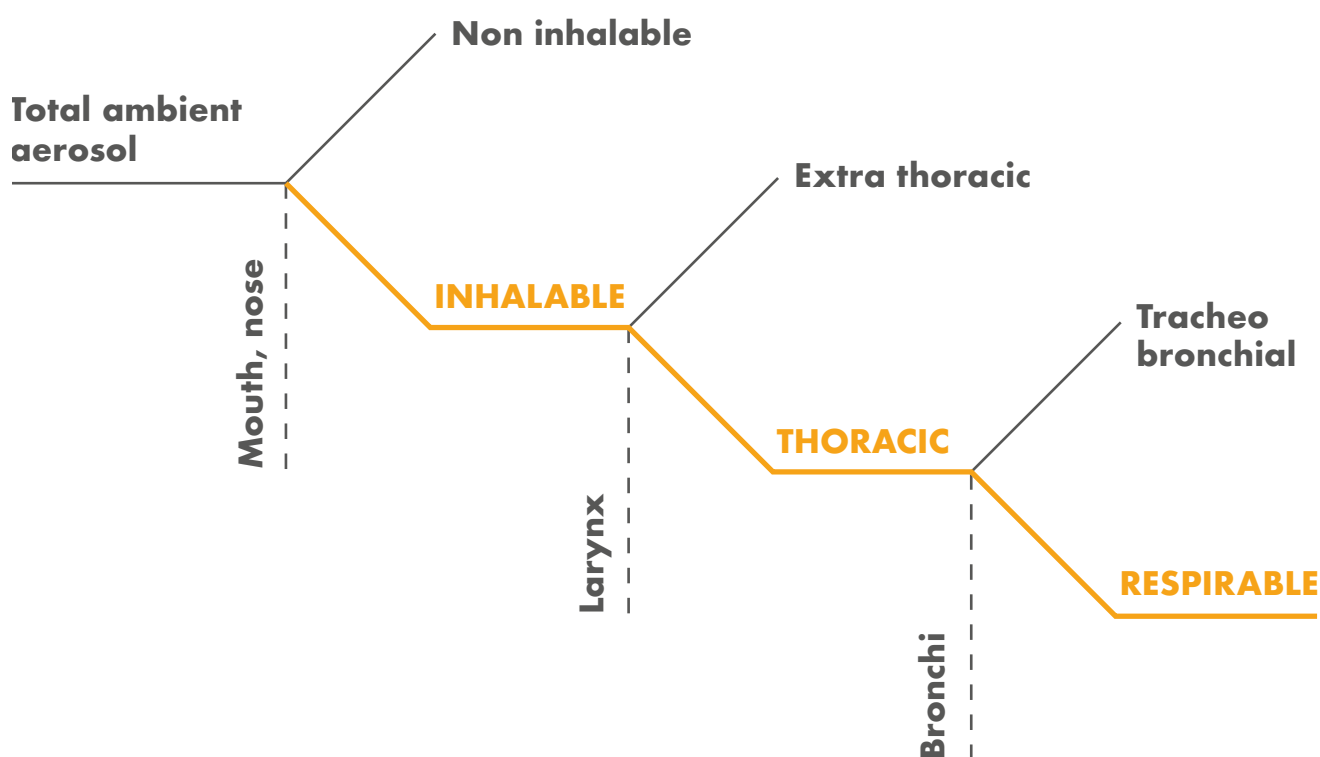 Non inhalable
Total ambient
aerosol
Extra thoracic
Mouth, nose
INHALABLE
Tracheo
bronchial
THORACIC
Larynx
RESPIRABLE
Bronchi